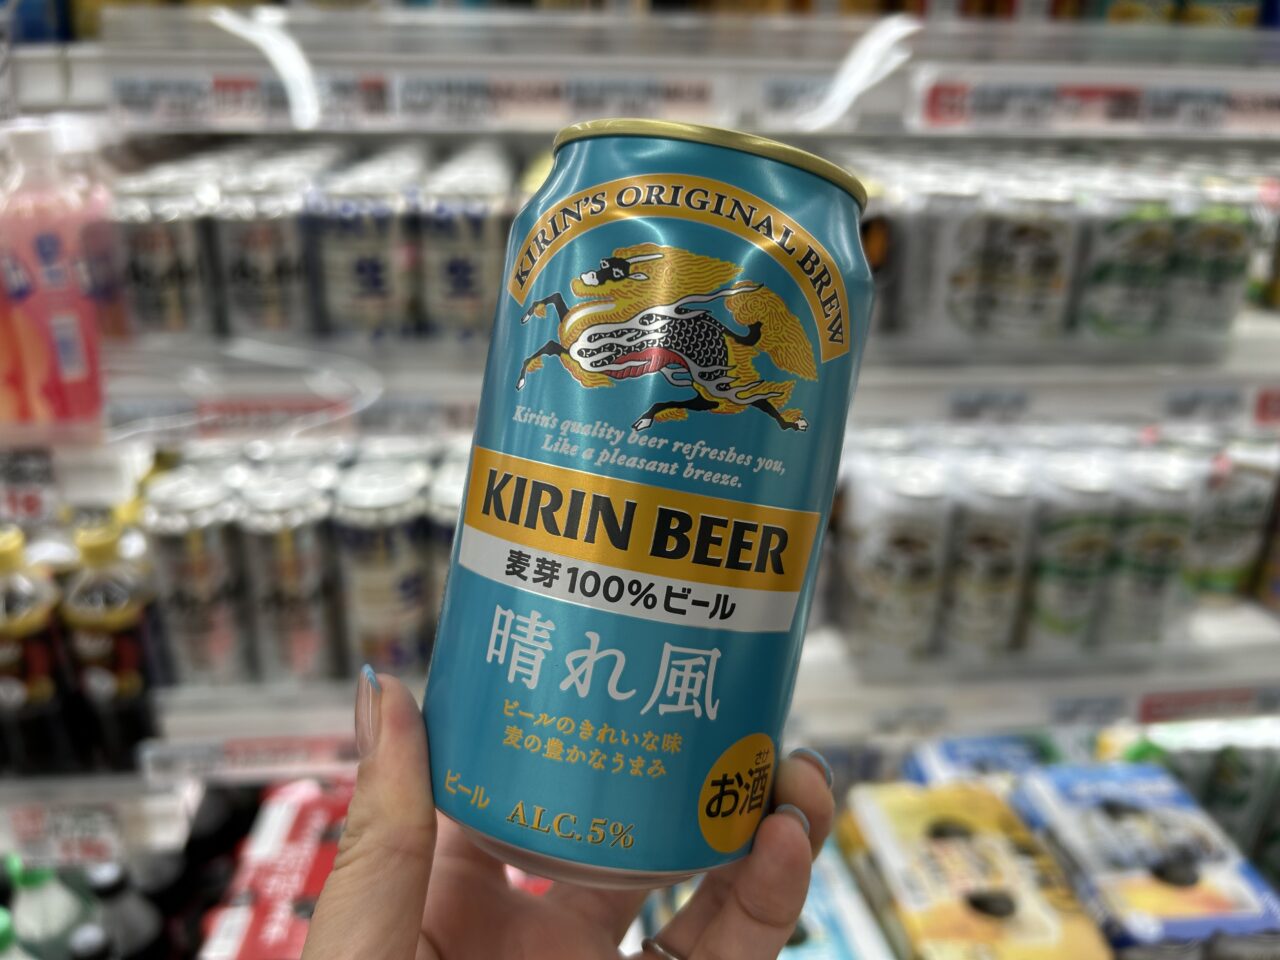 KIRIN'S ORIGINAL BREW
Kirin's quality beer refreshes you,
Like a pleasant breeze.
KIRIN BEER
麦芽100%ビール
晴れ風
ビールのきれいな味
麦の豊かなうまみ
さけ
お酒
ビール ALC.5%
生